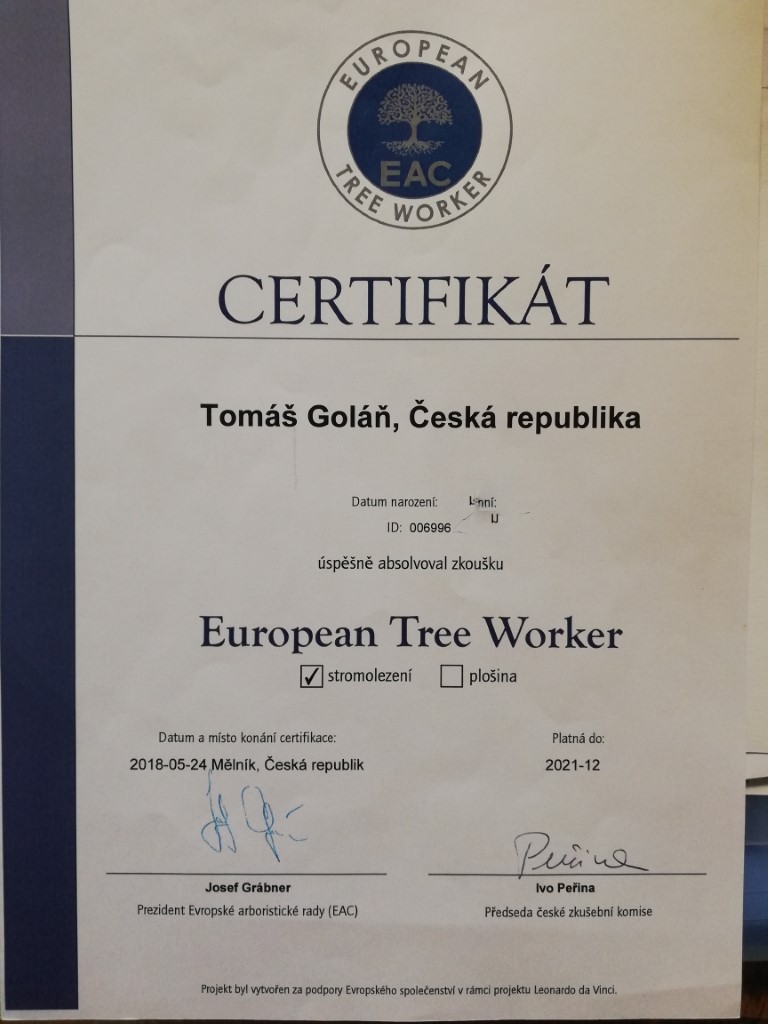 EUROPEAN
EAC
TREE WORKER
CERTIFIKÁT
Tomáš Goláň, Česká republika
Datum narození:
ID: 006996
úspěšně absolvoval zkoušku
European Tree Worker
✓ stromolezení plošina
Datum a místo konání certifikace: Platná do:
2018-05-24 Mělník, Česká republik 2021-12
Peřina
Josef Grábner Ivo Peřina
Prezident Evropské arboristické rady (EAC) Předseda české zkušební komise
Projekt byl vytvořen za podpory Evropského společenství v rámci projektu Leonardo da Vinci.